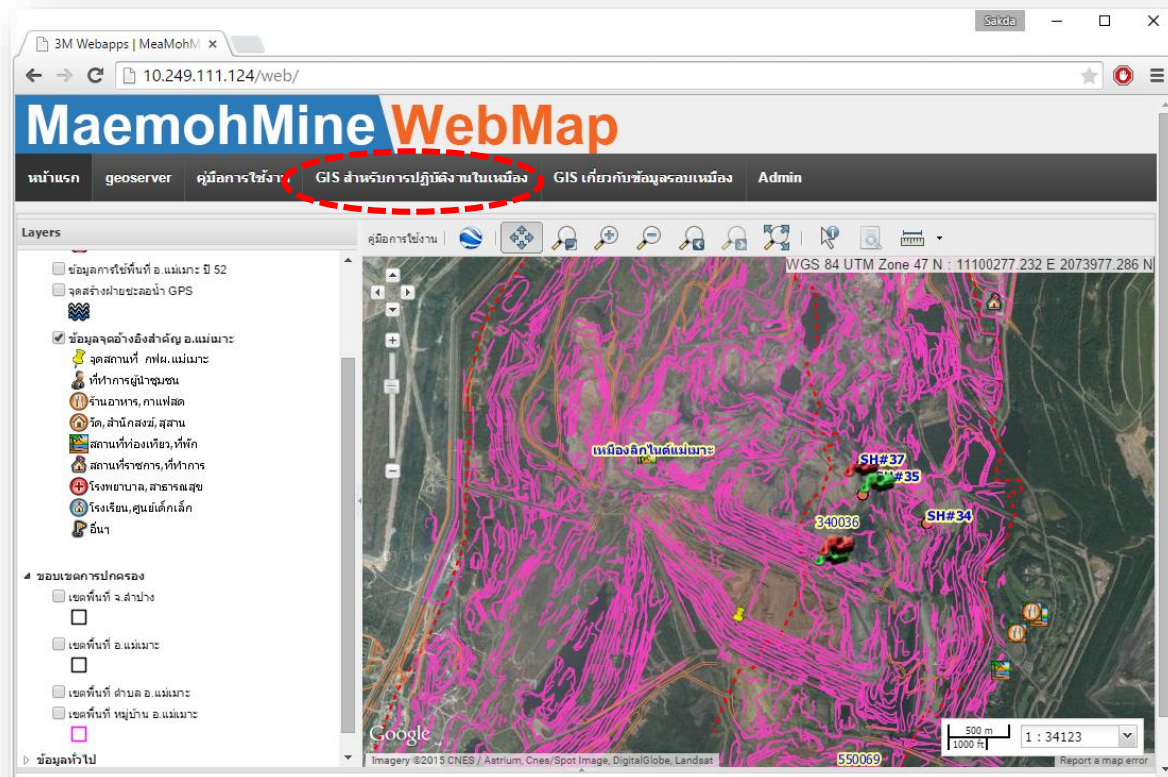 Sakda
3M Webapps | MeaMohM
10.249.111.124/web/
MaemohMine WebMap
หน้าแรก geoserver คู่มือการใช้งาน GIS สำหรับการปฏิบัติงานในเหมือง GIS เกี่ยวกับข้อมูลรอบเหมือง Admin
Layers
คู่มือการใช้งาน
WGS 84 UTM Zone 47 N : 11100277.232 E 2073977.286 N
ข้อมูลการใช้พื้นที่ อ.แม่เมาะ ปี 52
จุดสร้างฝายชะลอน้ำ GPS
ข้อมูลจุดอ้างอิงสำคัญ อ.แม่เมาะ
จุดสถานที่ กฟผ.แม่เมาะ
ที่ทำการผู้นำชุมชน
ร้านอาหาร,กาแฟสด
วัด,สำนักสงฆ์,สุสาน
สถานที่ท่องเที่ยว,ที่พัก
สถานที่ราชการ,ที่ทำการ
โรงพยาบาล,สาธารณสุข
โรงเรียน,ศูนย์เด็กเล็ก
อื่นๆ
ขอบเขตการปกครอง
เขตพื้นที่ จ.ลำปาง
เขตพื้นที่ อ.แม่เมาะ
เขตพื้นที่ ตำบล อ.แม่เมาะ
เขตพื้นที่ หมู่บ้าน อ.แม่เมาะ
ข้อมูลทั่วไป
เหมืองลิกไนต์แม่เมาะ
SH#37
SH#35
SH#34
340036
550069
Google
500 m
1000 ft
1 : 34123
Imagery ©2015 CNES / Astrium, Cnes/Spot Image, DigitalGlobe, Landsat
Report a map error